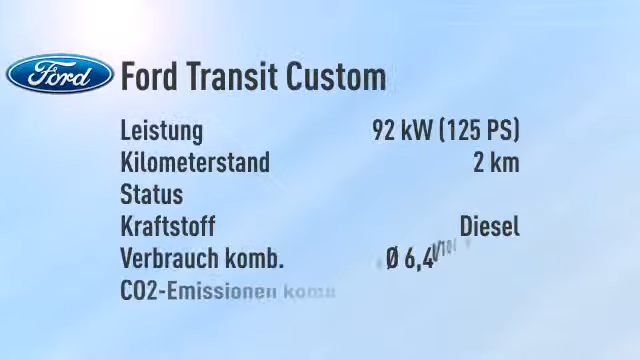 Ford Ford Transit Custom
Leistung 92 kW (125 PS)
Kilometerstand 2 km
Status
Kraftstoff Diesel
Verbrauch komb. Ø 6,4
CO2-Emissionen komb